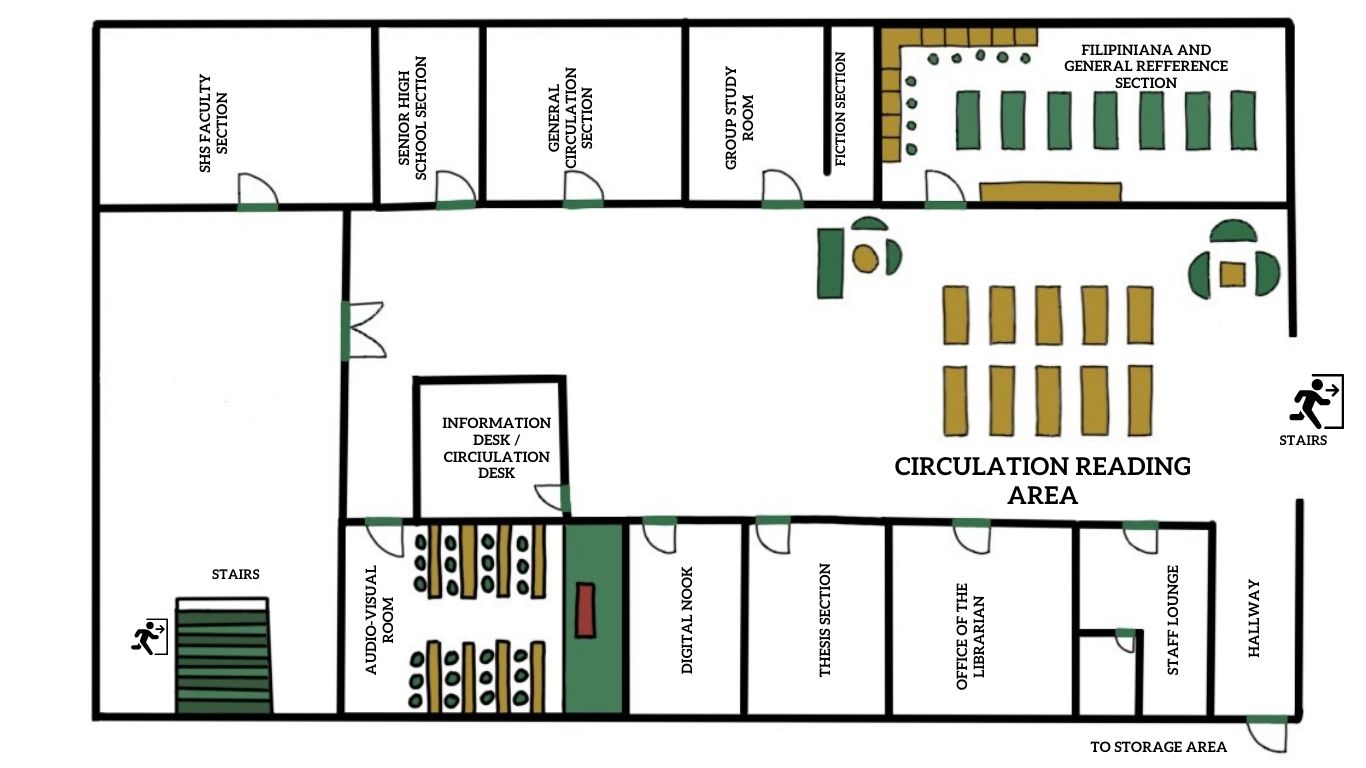 SHS FACULTY
SECTION
SENIOR HIGH
SCHOOL SECTION
GENERAL
CIRCULATION
SECTION
GROUP STUDY
ROOM
FICTION SECTION
FILIPINIANA AND
GENERAL REFFERENCE
SECTION
INFORMATION
DESK /
CIRCIULATION
DESK
CIRCULATION READING
AREA
STAIRS
STAIRS
AUDIO-VISUAL
ROOM
DIGITAL NOOK
THESIS SECTION
OFFICE OF THE
LIBRARIAN
STAFF LOUNGE
HALLWAY
TO STORAGE AREA